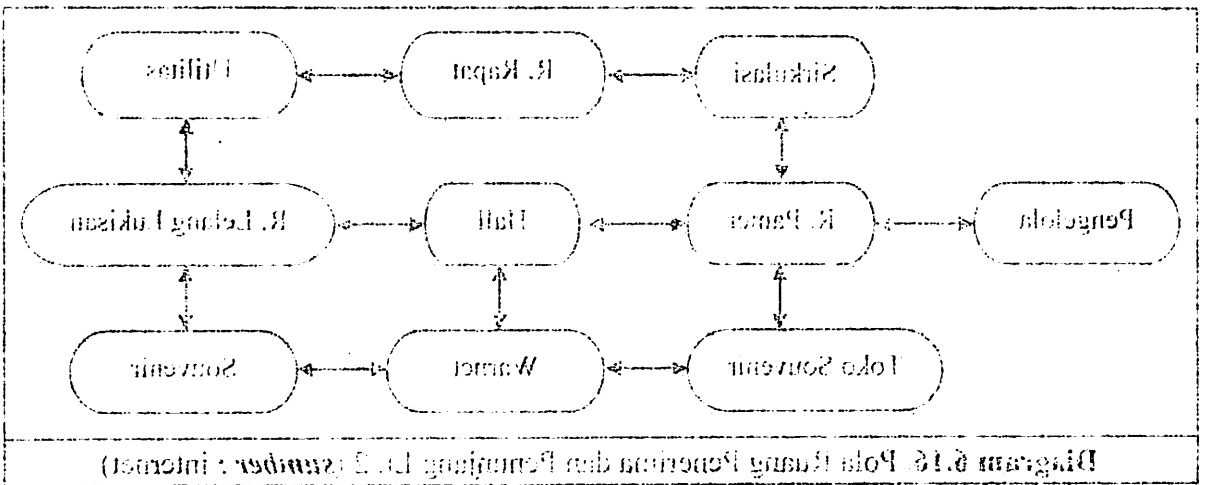 Sirkulasi
R. Rapat
Utilitas
Pengelola
R. Pamer
Hall
R. Lelang Lukisan
Toko Souvenir
Warnet
Souvenir
Diagram 6.16. Pola Ruang Penerima dan Penunjang Lt. 2 (sumber : internet)